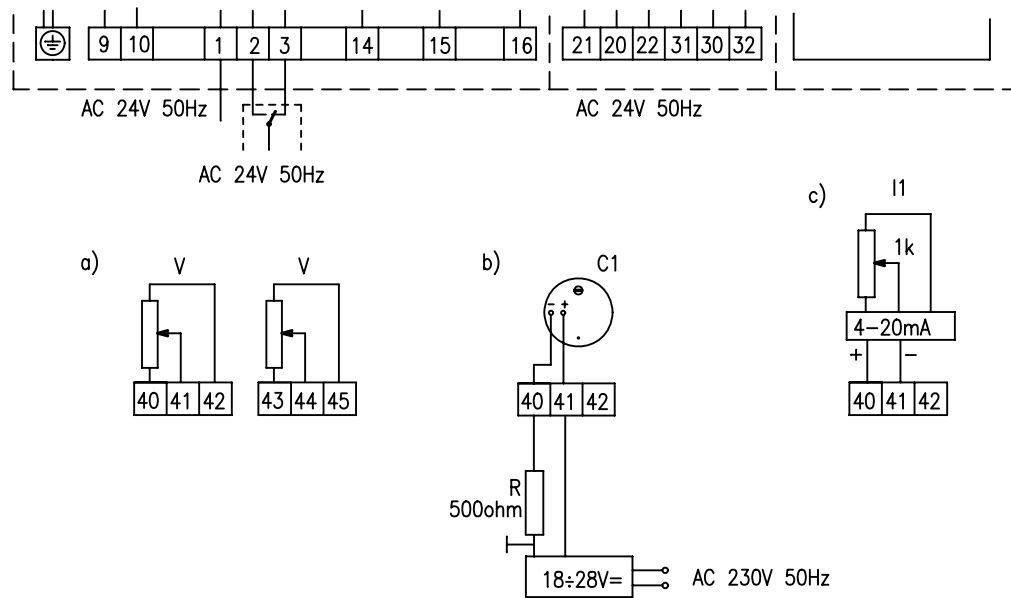 9 10 1 2 3 14 15 16 21 20 22 31 30 32
AC 24V 50Hz
AC 24V 50Hz
AC 24V 50Hz
a)
V
V
40 41 42
43 44 45
b)
C1
- +
40 41 42
R
500ohm
18÷28V=
AC 230V 50Hz
c)
I1
1k
4-20mA
+ -
40 41 42